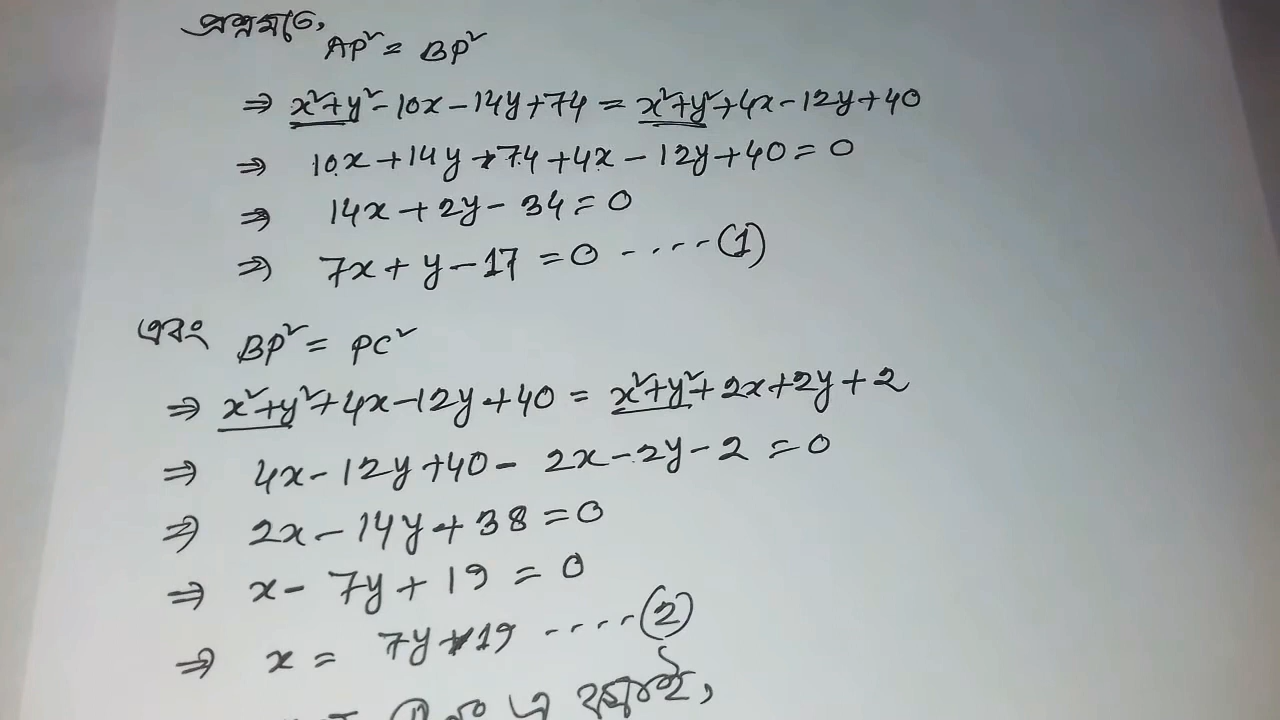 প্রশ্নমতে,
AP² = BP²
⇒ x²+y²-10x-14y+74 = x²+y²+4x-12y+40
⇒ 10x+14y-74+4x-12y+40=0
⇒ 14x+2y-34=0
⇒ 7x+y-17=0 ----(1)
এবং BP² = PC²
⇒ x²+y²+4x-12y+40 = x²+y²+2x+2y+2
⇒ 4x-12y+40-2x-2y-2=0
⇒ 2x-14y+38=0
⇒ x-7y+19=0
⇒ x = 7y-19 ----(2)